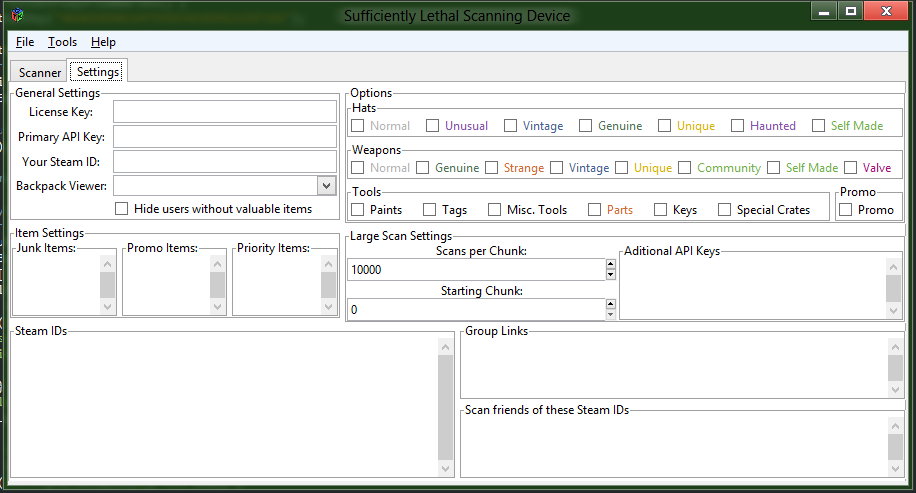 Sufficiently Lethal Scanning Device
File Tools Help
Scanner Settings
General Settings
License Key:
Primary API Key:
Your Steam ID:
Backpack Viewer:
Hide users without valuable items
Options
Hats
Normal Unusual Vintage Genuine Unique Haunted Self Made
Weapons
Normal Genuine Strange Vintage Unique Community Self Made Valve
Tools
Paints Tags Misc. Tools Parts Keys Special Crates
Promo
Promo
Item Settings
Junk Items: Promo Items: Priority Items:
Large Scan Settings
Scans per Chunk:
10000
Starting Chunk:
0
Aditional API Keys
Steam IDs
Group Links
Scan friends of these Steam IDs